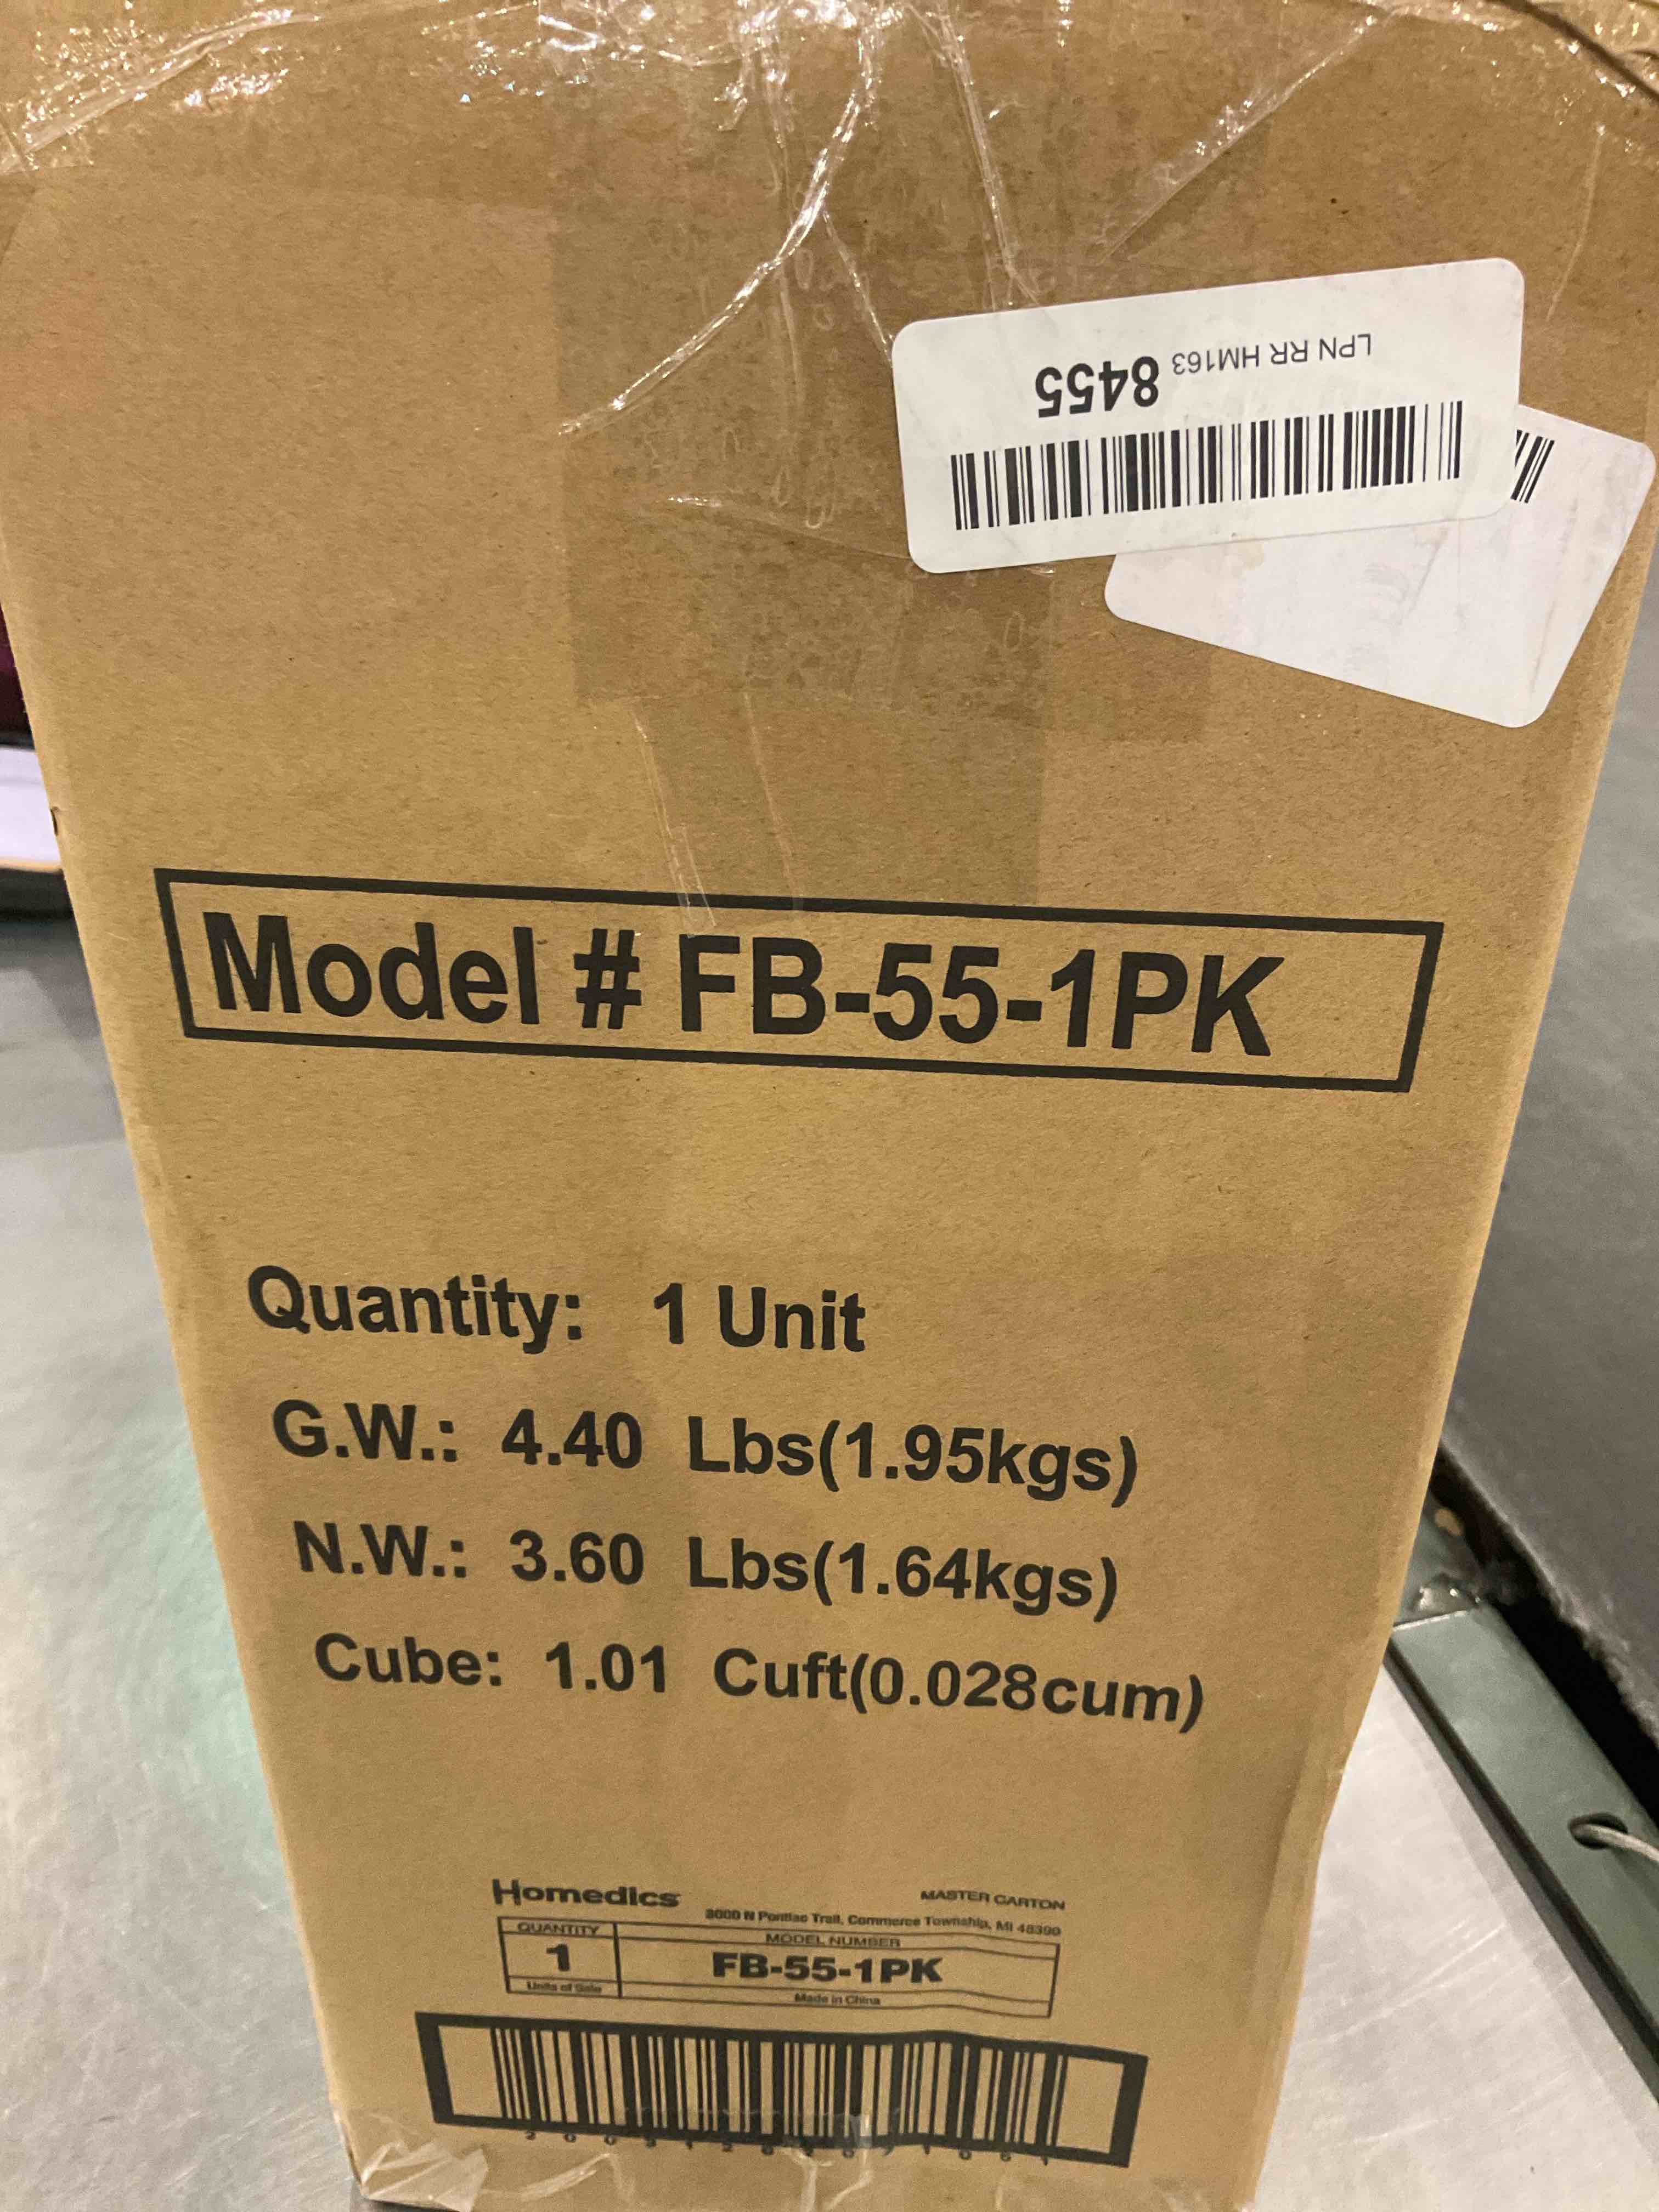 LPN RR HM163 8455
Model # FB-55-1PK
Quantity: 1 Unit
G.W.: 4.40 Lbs(1.95kgs)
N.W.: 3.60 Lbs(1.64kgs)
Cube: 1.01 Cuft(0.028cum)
Homedics MASTER CARTON
3000 N Pontiac Trail, Commerce Township, MI 48390
QUANTITY MODEL NUMBER
1 FB-55-1PK
Units of Sale Made in China